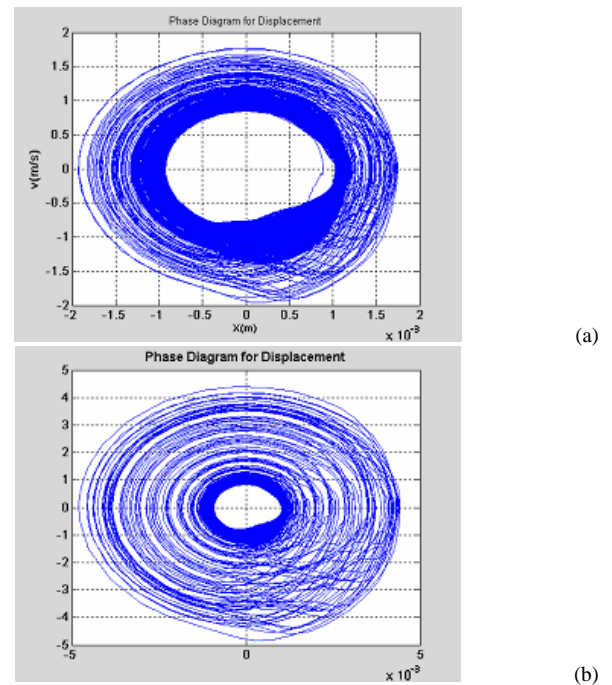 Phase Diagram for Displacement
2
1.5
1
0.5
0
-0.5
-1
-1.5
-2
v(m/s)
-2 -1.5 -1 -0.5 0 0.5 1 1.5 2
X(m)
x 10⁻³
(a)
Phase Diagram for Displacement
5
4
3
2
1
0
-1
-2
-3
-4
-5
-5 0 5
x 10⁻³
(b)